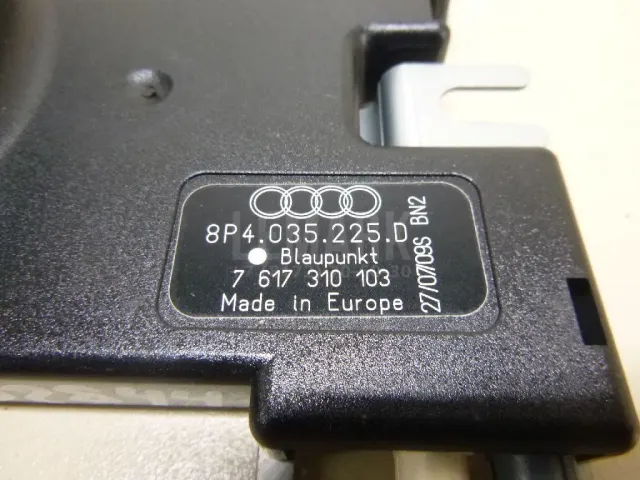 8P4.035.225.D
Blaupunkt
7 617 310 103
Made in Europe
27/07/09S BN2